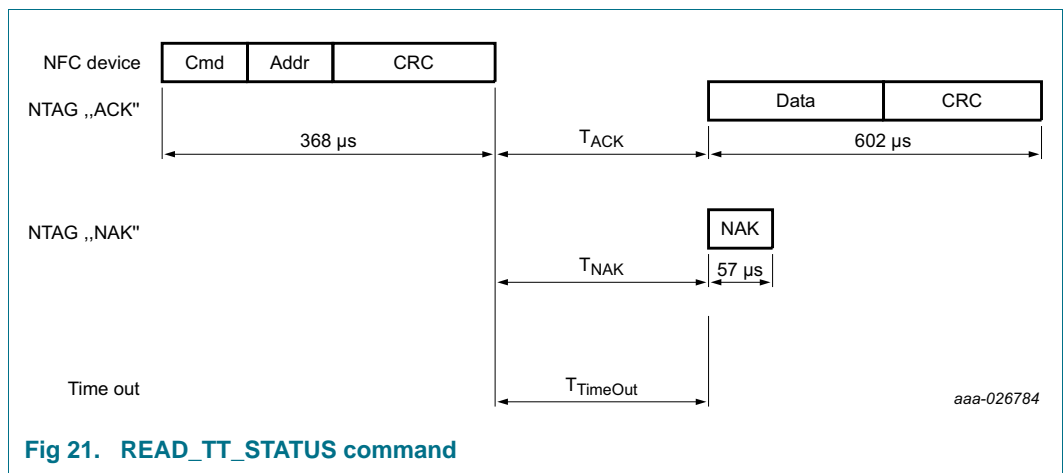 NFC device Cmd Addr CRC
NTAG ,,ACK" Data CRC
368 µs TACK 602 µs
NTAG ,,NAK" NAK
TNAK 57 µs
Time out TTimeOut aaa-026784
Fig 21. READ_TT_STATUS command